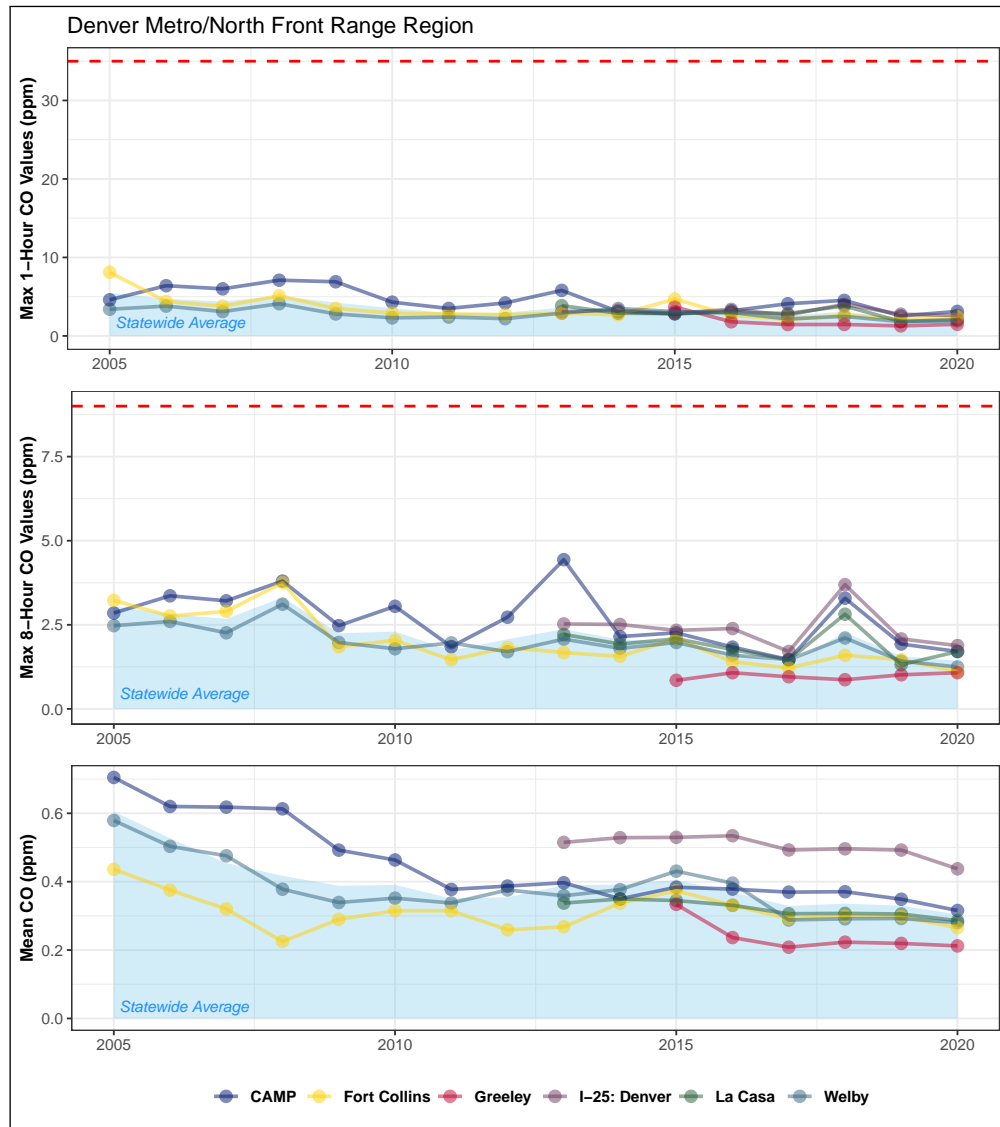 Denver Metro/North Front Range Region
Max 1−Hour CO Values (ppm)
30
20
10
0
Statewide Average
2005 2010 2015 2020
Max 8−Hour CO Values (ppm)
7.5
5.0
2.5
0.0
Statewide Average
2005 2010 2015 2020
Mean CO (ppm)
0.6
0.4
0.2
0.0
Statewide Average
2005 2010 2015 2020
CAMP Fort Collins Greeley I−25: Denver La Casa Welby